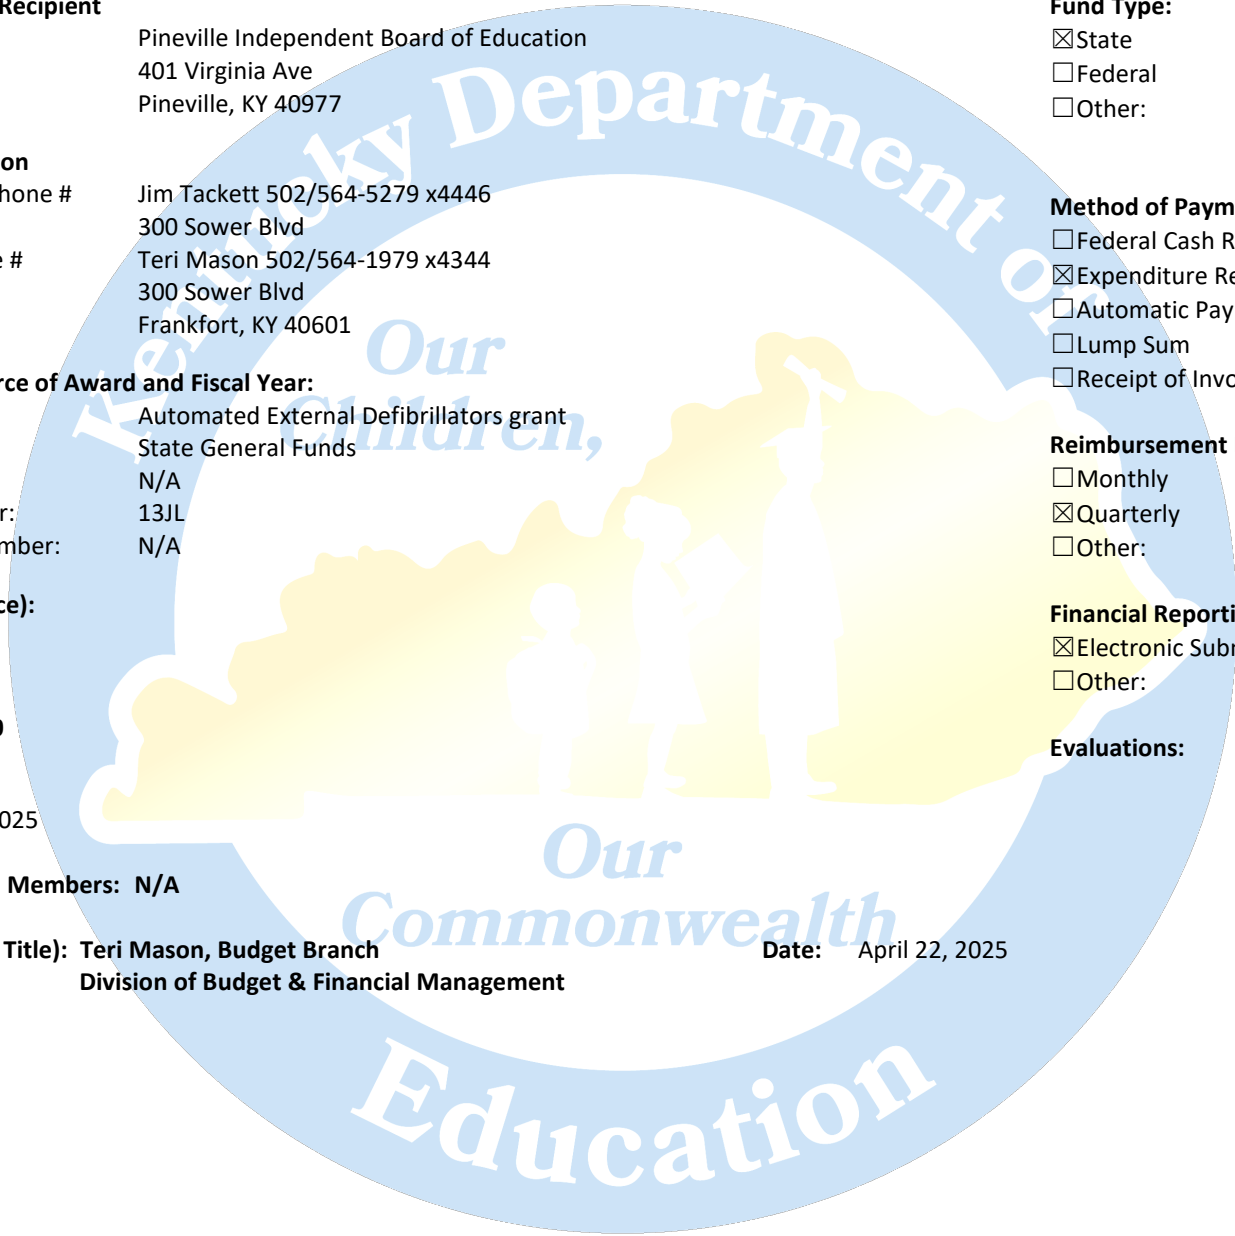 Recipient
Pineville Independent Board of Education
401 Virginia Ave
Pineville, KY 40977
on
hone # Jim Tackett 502/564-5279 x4446
300 Sower Blvd
e # Teri Mason 502/564-1979 x4344
300 Sower Blvd
Frankfort, KY 40601
rce of Award and Fiscal Year:
Automated External Defibrillators grant
State General Funds
N/A
r: 13JL
mber: N/A
ce):
0
025
Members: N/A
Title): Teri Mason, Budget Branch Date: April 22, 2025
Division of Budget & Financial Management
Fund Type:
☒State
☐Federal
☐Other:
Method of Paym
☐Federal Cash R
☒Expenditure Re
☐Automatic Pay
☐Lump Sum
☐Receipt of Invo
Reimbursement
☐Monthly
☒Quarterly
☐Other:
Financial Reporti
☒Electronic Subm
☐Other:
Evaluations:
Kentucky Department of
Our
Children,
Our
Commonwealth
Education